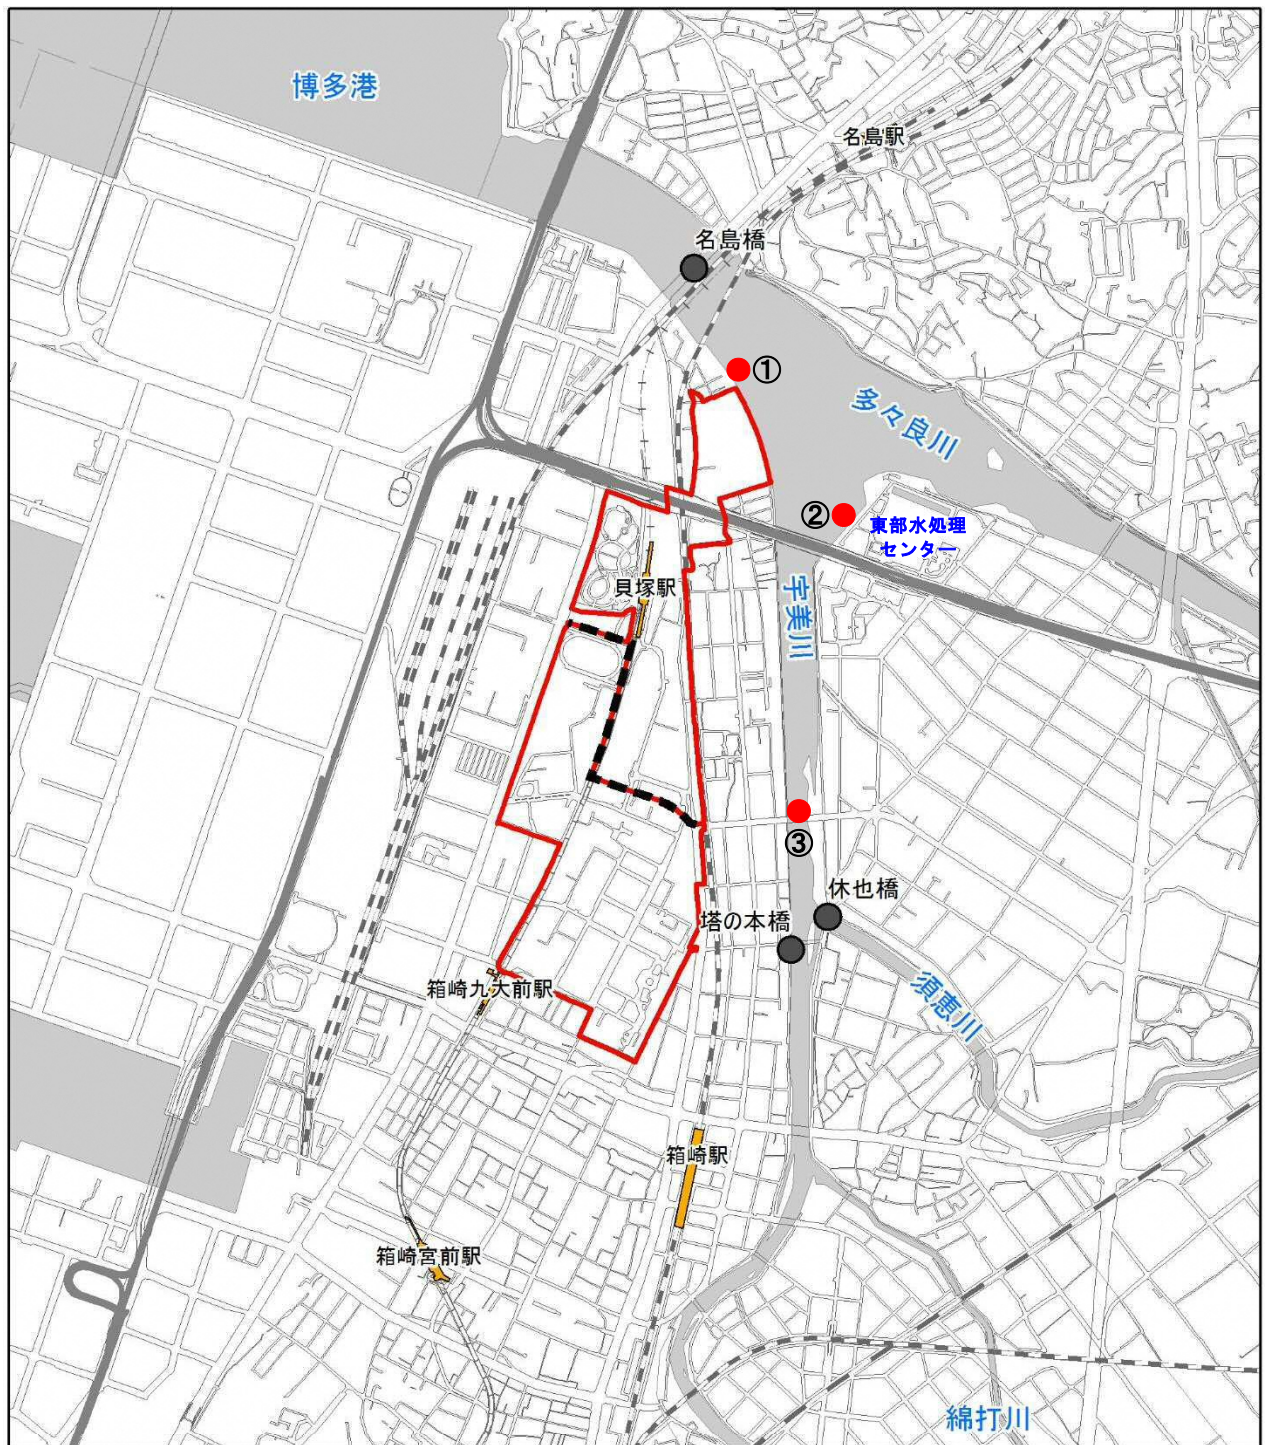 博多港
名島駅
名島橋
①
多々良川
②
東部水処理
センター
貝塚駅
宇美川
③
休也橋
塔の本橋
箱崎九大前駅
須恵川
箱崎駅
箱崎宮前駅
綿打川